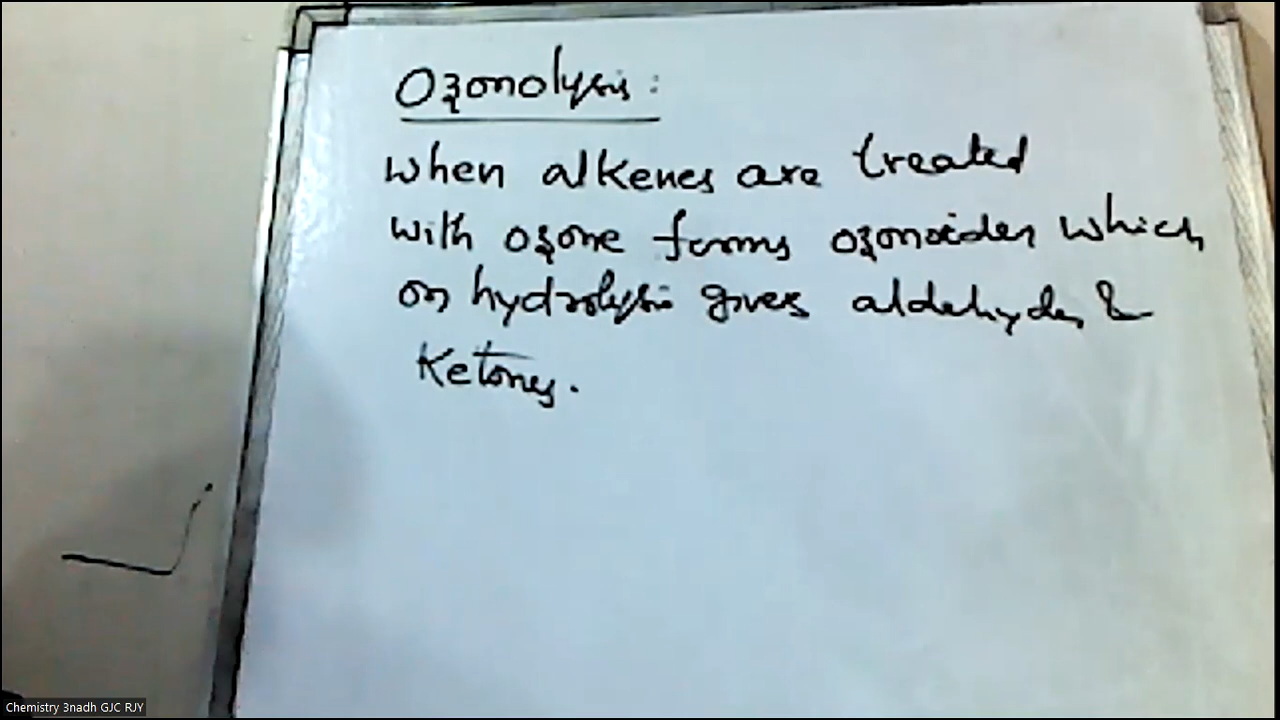 Ozonolysis:
when alkenes are treated
with ozone forms ozonoides which
on hydrolysis gives aldehydes &
Ketones.
Chemistry 3nadh GJC RJY